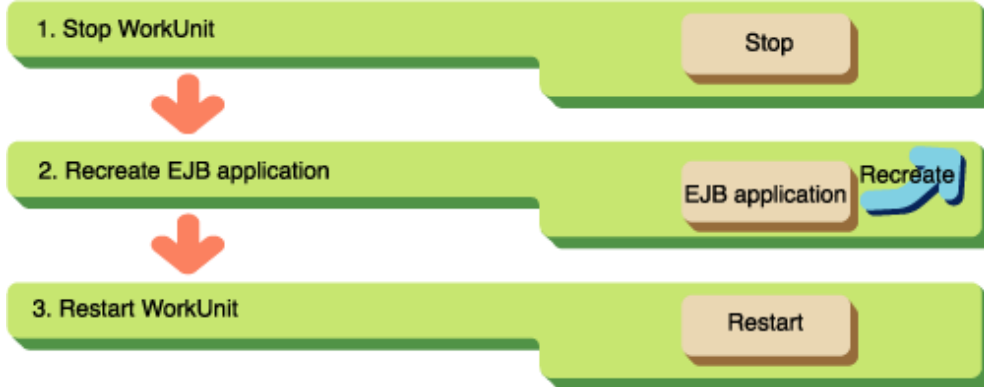 1. Stop WorkUnit
Stop
2. Recreate EJB application
EJB application
Recreate
3. Restart WorkUnit
Restart